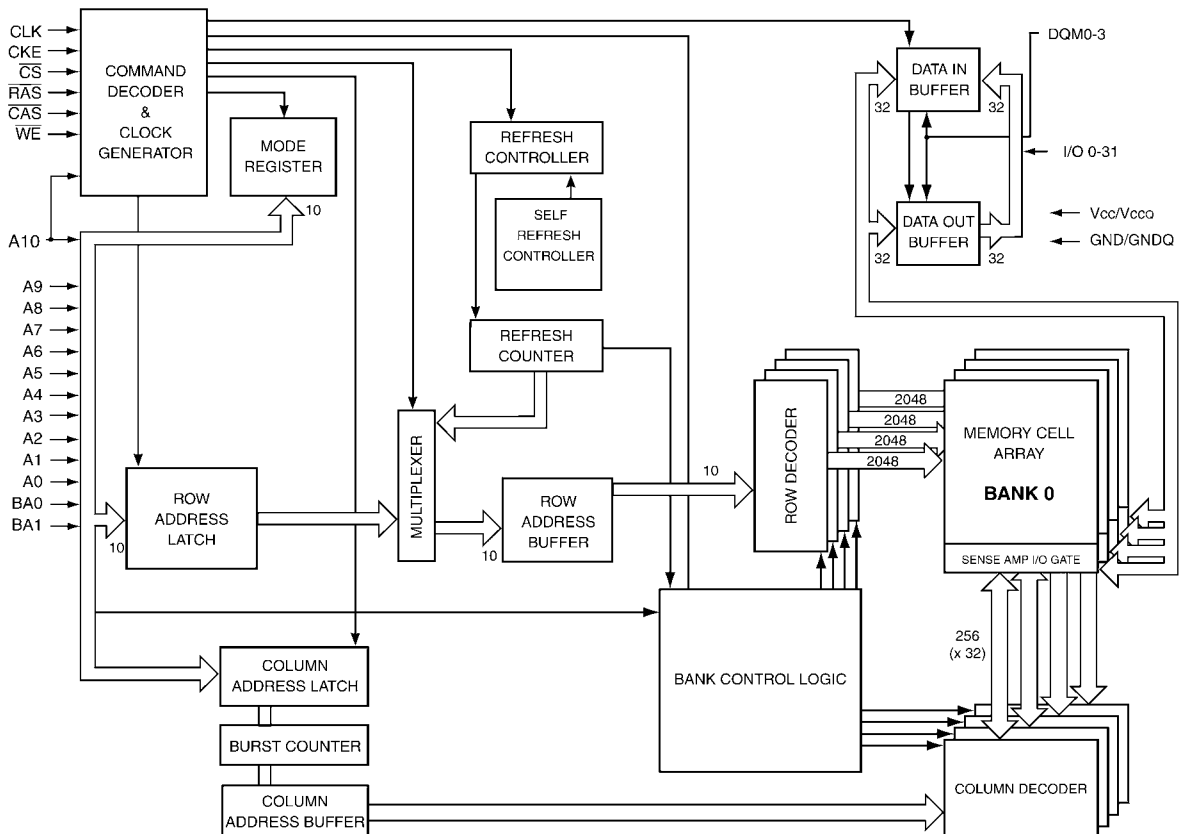 CLK
CKE
CS
RAS
CAS
WE
A10
A9
A8
A7
A6
A5
A4
A3
A2
A1
A0
BA0
BA1
COMMAND
DECODER
&
CLOCK
GENERATOR
MODE
REGISTER
10
REFRESH
CONTROLLER
SELF
REFRESH
CONTROLLER
REFRESH
COUNTER
DATA IN
BUFFER
32
32
DQM0-3
I/O 0-31
DATA OUT
BUFFER
32
32
Vcc/VccQ
GND/GNDQ
10
ROW
ADDRESS
LATCH
MULTIPLEXER
10
ROW
ADDRESS
BUFFER
10
ROW DECODER
2048
2048
2048
2048
MEMORY CELL
ARRAY
BANK 0
SENSE AMP I/O GATE
256
(x 32)
BANK CONTROL LOGIC
COLUMN
ADDRESS LATCH
BURST COUNTER
COLUMN
ADDRESS BUFFER
COLUMN DECODER